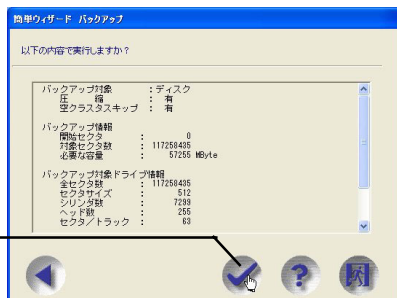 簡単ウィザード バックアップ
以下の内容で実行しますか？
バックアップ対象 : ディスク
圧 縮 : 有
空クラスタスキップ : 有
バックアップ情報
開始セクタ : 0
対象セクタ数 : 117258435
必要な容量 : 57255 MByte
バックアップ対象ドライブ情報
全セクタ数 : 117258435
セクタサイズ : 512
シリンダ数 : 7299
ヘッド数 : 255
セクタ／トラック : 63
?